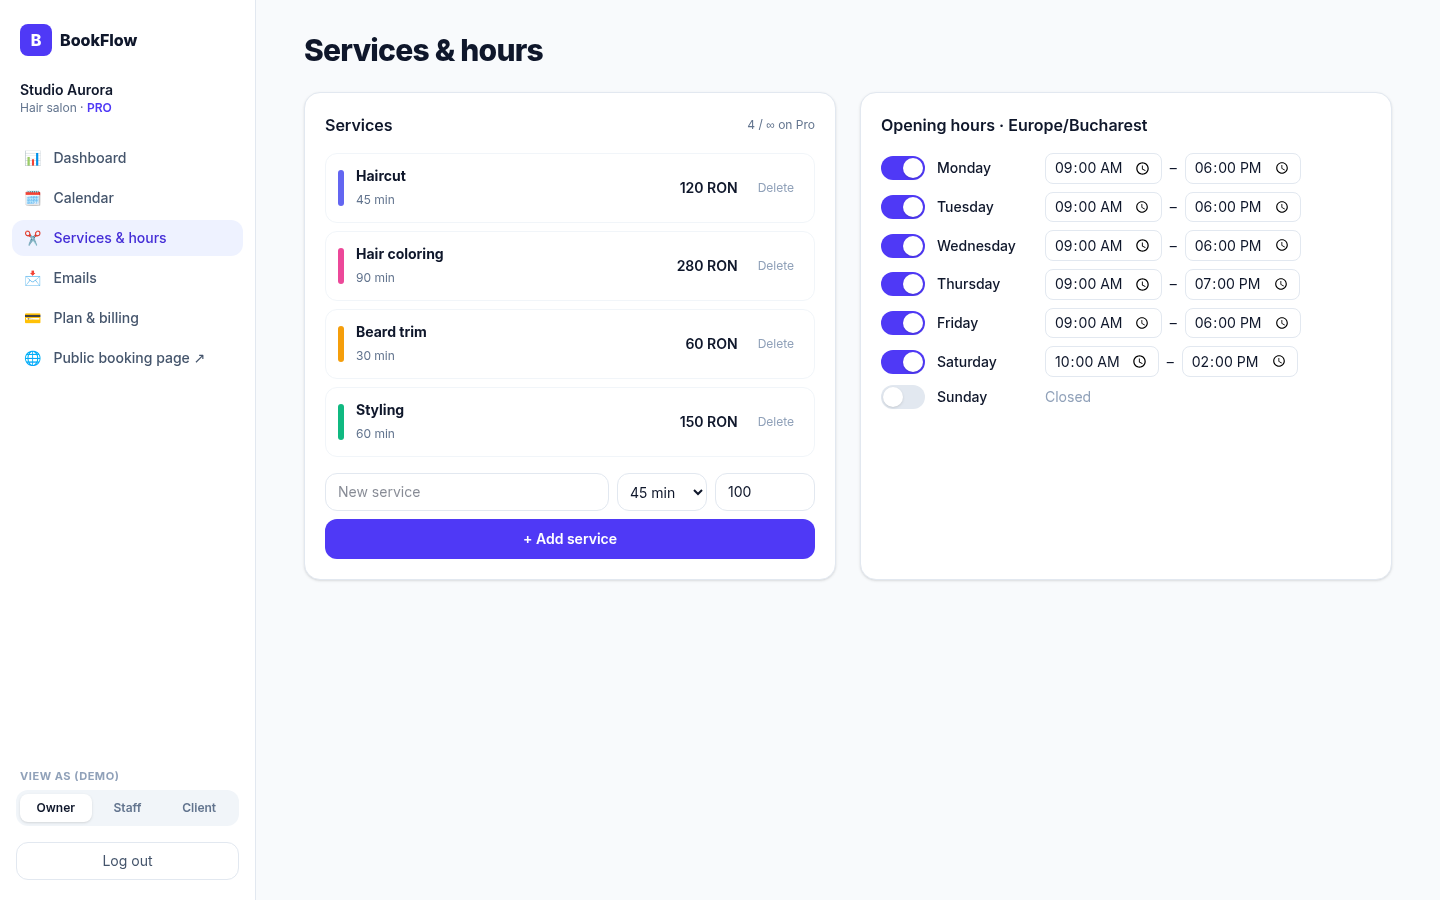 B BookFlow
Studio Aurora
Hair salon · PRO
Dashboard
Calendar
Services & hours
Emails
Plan & billing
Public booking page ↗
VIEW AS (DEMO)
Owner Staff Client
Log out
Services & hours
Services 4 / ∞ on Pro
Haircut
45 min
120 RON Delete
Hair coloring
90 min
280 RON Delete
Beard trim
30 min
60 RON Delete
Styling
60 min
150 RON Delete
New service 45 min 100
+ Add service
Opening hours · Europe/Bucharest
Monday 09:00 AM – 06:00 PM
Tuesday 09:00 AM – 06:00 PM
Wednesday 09:00 AM – 06:00 PM
Thursday 09:00 AM – 07:00 PM
Friday 09:00 AM – 06:00 PM
Saturday 10:00 AM – 02:00 PM
Sunday Closed